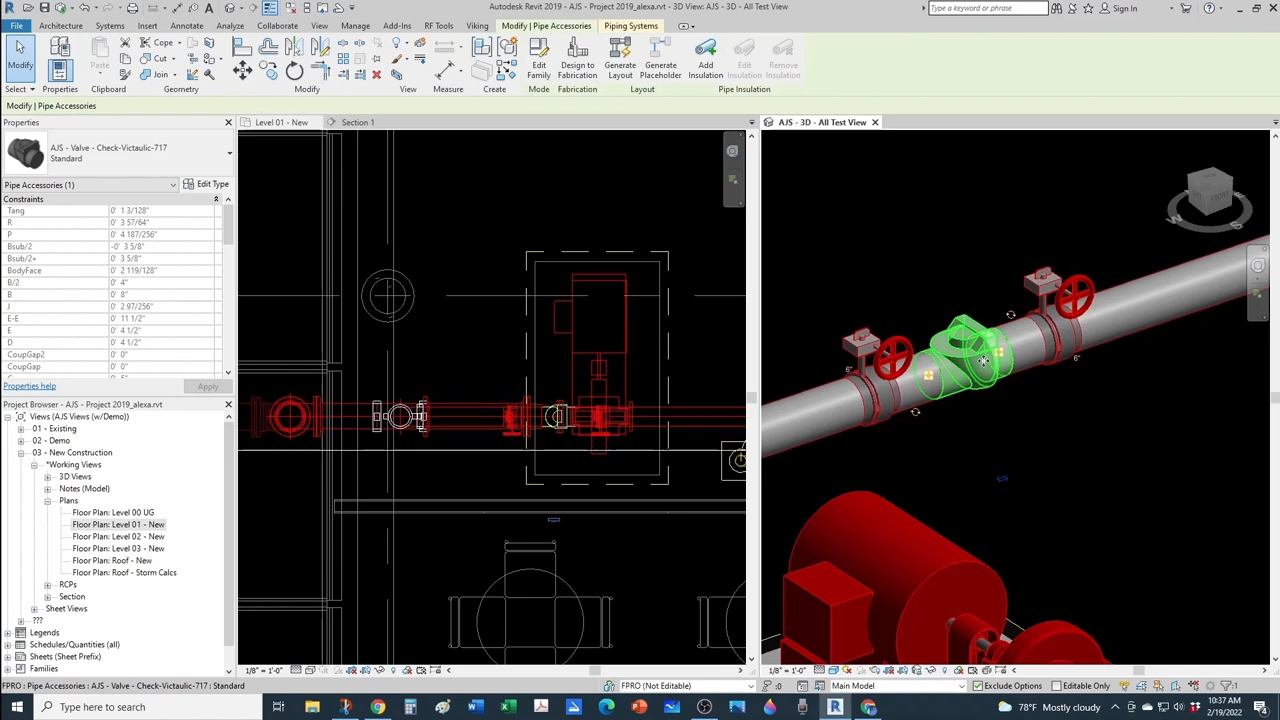 Autodesk Revit 2019 - AJS - Project 2019_alexa.rvt - 3D View: AJS - 3D - All Test View
Type a keyword or phrase
Sign In
File Architecture Systems Insert Annotate Analyze Collaborate View Manage Add-Ins RF Tools Viking Modify | Pipe Accessories Piping Systems
Modify
Paste
Cope
Cut
Join
Edit Family
Design to Fabrication
Generate Layout
Generate Placeholder
Add Insulation
Edit Insulation
Remove Insulation
Select Properties Clipboard Geometry Modify View Measure Create Mode Fabrication Layout Pipe Insulation
Modify | Pipe Accessories
Properties
AJS - Valve - Check-Victaulic-717
Standard
Pipe Accessories (1)
Edit Type
Constraints
Tang 0' 1 3/128"
R 0' 3 57/64"
P 0' 4 187/256"
Bsub/2 -0' 3 5/8"
Bsub/2+ 0' 3 5/8"
BodyFace 0' 2 119/128"
B/2 0' 4"
B 0' 8"
J 0' 2 97/256"
E-E 0' 11 1/2"
E 0' 4 1/2"
D 0' 4 1/2"
CoupGap2 0' 0"
CoupGap 0' 0"
Properties help
Apply
Project Browser - AJS - Project 2019_alexa.rvt
Views (AJS Views (w/Demo))
01 - Existing
02 - Demo
03 - New Construction
*Working Views
3D Views
Notes (Model)
Plans
Floor Plan: Level 00 UG
Floor Plan: Level 01 - New
Floor Plan: Level 02 - New
Floor Plan: Level 03 - New
Floor Plan: Roof - New
Floor Plan: Roof - Storm Calcs
RCPs
Section
Sheet Views
???
Legends
Schedules/Quantities (all)
Sheets (Sheet Prefix)
Families
Level 01 - New
Section 1
1/8" = 1'-0"
AJS - 3D - All Test View
FRONT
W
S
6"
6"
1/8" = 1'-0"
FPRO : Pipe Accessories : AJS - Valve - Check-Victaulic-717 : Standard
FPRO (Not Editable)
:0
Main Model
Exclude Options
Editable Only
:1
Type here to search
78°F Mostly cloudy
10:37 AM
2/19/2022